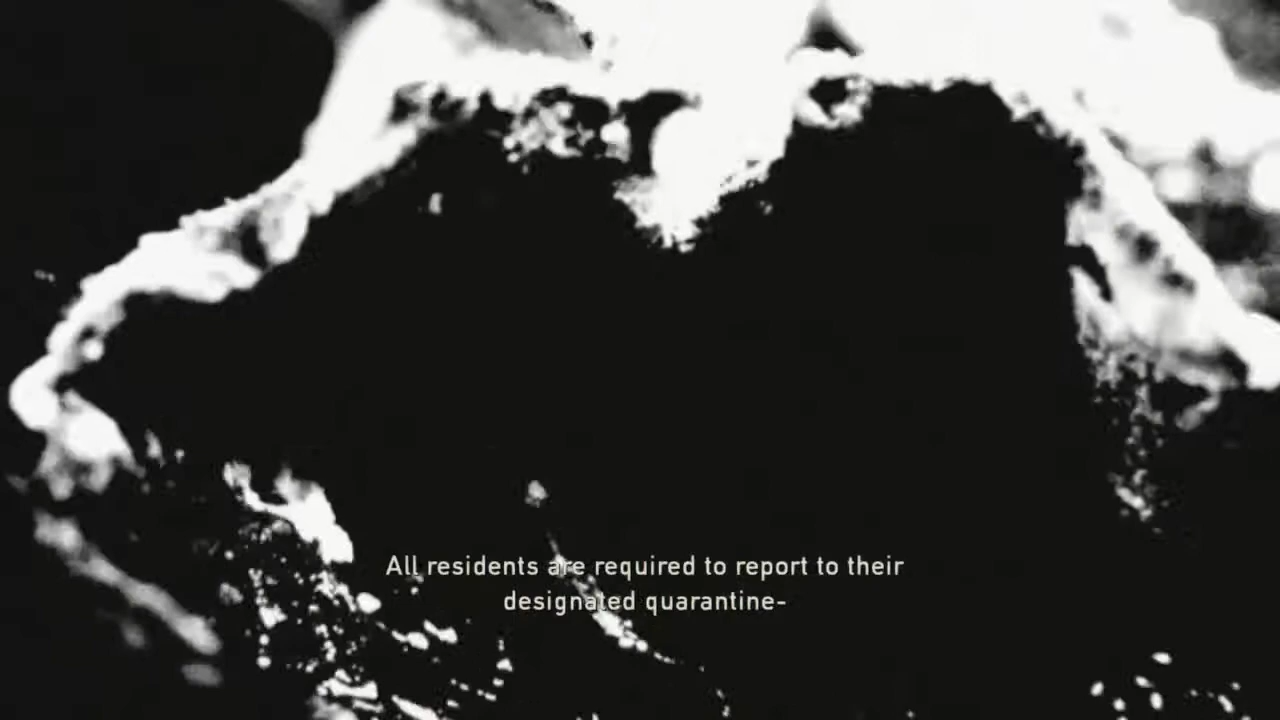 All residents are required to report to their
designated quarantine-